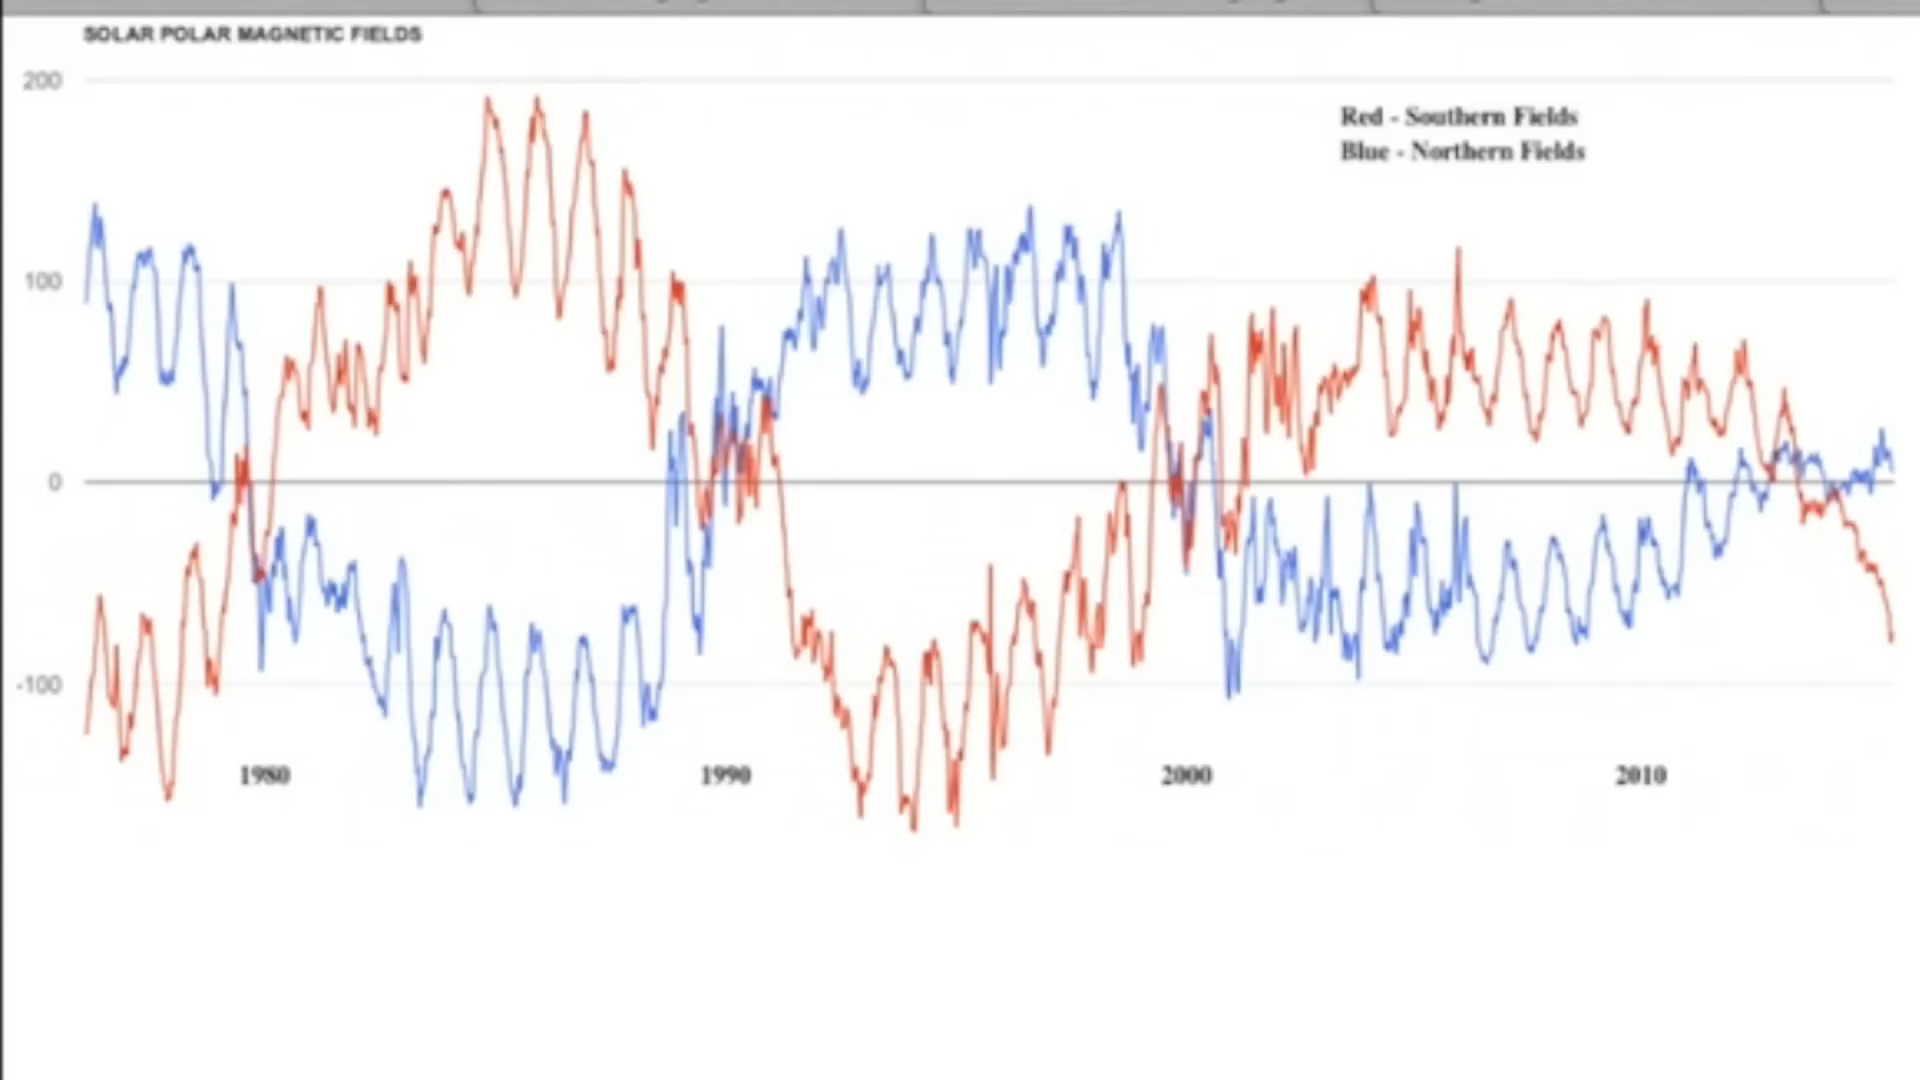 SOLAR POLAR MAGNETIC FIELDS
200
Red - Southern Fields
Blue - Northern Fields
100
0
-100
1980 1990 2000 2010